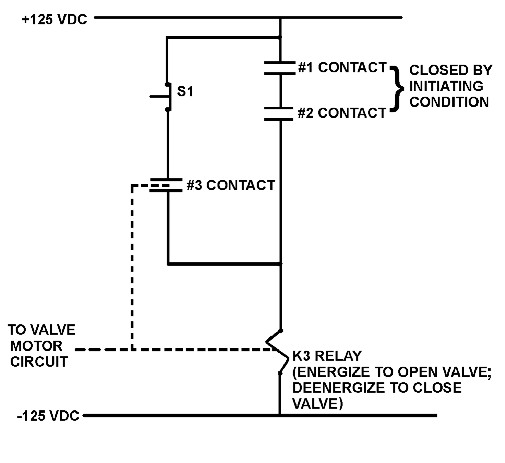 +125 VDC
S1
#1 CONTACT
#2 CONTACT
CLOSED BY
INITIATING
CONDITION
#3 CONTACT
TO VALVE
MOTOR
CIRCUIT
K3 RELAY
(ENERGIZE TO OPEN VALVE;
DEENERGIZE TO CLOSE
VALVE)
-125 VDC